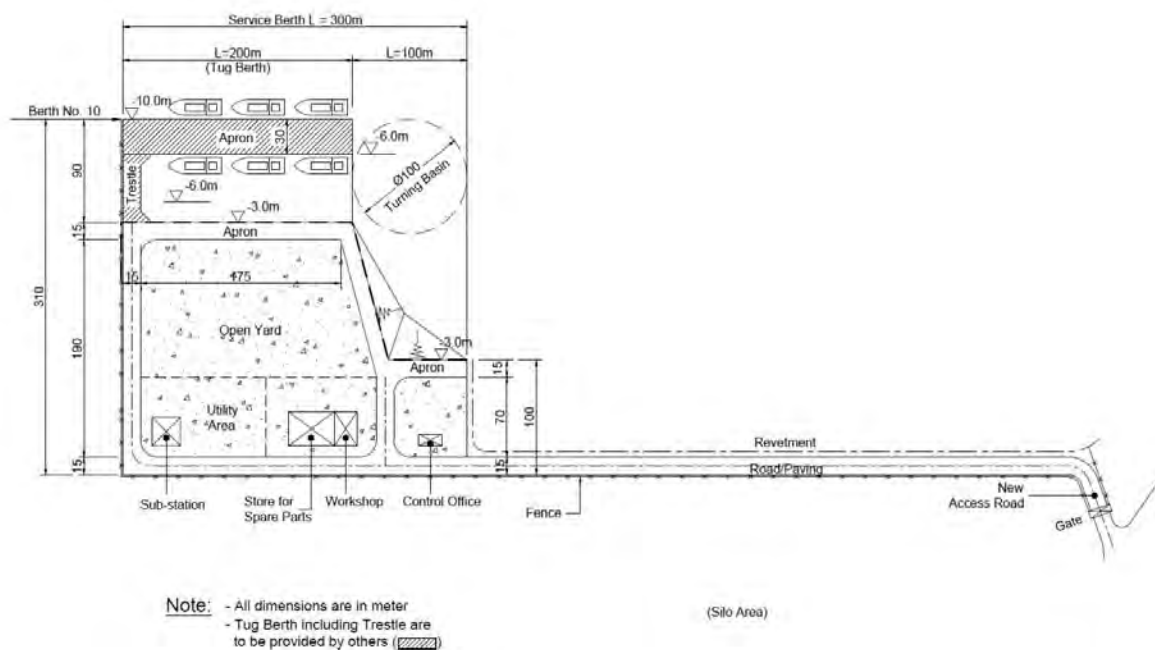 Service Berth L = 300m
L=200m
(Tug Berth)
L=100m
Berth No. 10
-10.0m
Apron
30
-6.0m
Ø100
Turning Basin
90
Trestle
-6.0m
-3.0m
15
Apron
15
475
310
Open Yard
190
-3.0m
Apron
15
Utility
Area
70
100
15
15
Revetment
Road/Paving
Sub-station
Store for
Spare Parts
Workshop
Control Office
Fence
New
Access Road
Gate
Note:
- All dimensions are in meter
- Tug Berth including Trestle are
to be provided by others ( )
(Silo Area)